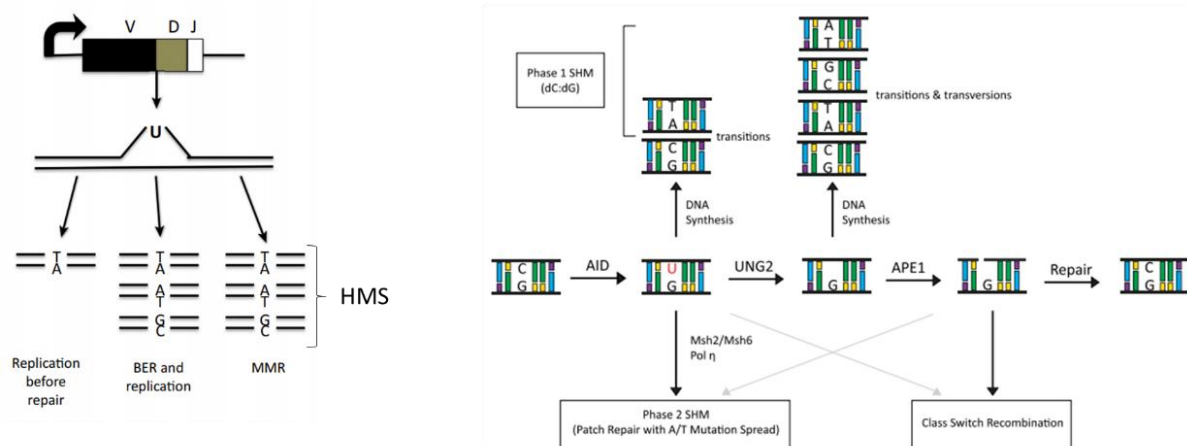 V D J
U
T
A
T
A
A
T
G
C
T
A
A
T
G
C
HMS
Replication
before
repair
BER and
replication
MMR
Phase 1 SHM
(dC:dG)
T
A
C
G
transitions
A
T
G
C
T
A
C
G
transitions & transversions
DNA
Synthesis
DNA
Synthesis
C
G
AID
U
G
UNG2
G
APE1
G
Repair
C
G
Msh2/Msh6
Pol η
Phase 2 SHM
(Patch Repair with A/T Mutation Spread)
Class Switch Recombination